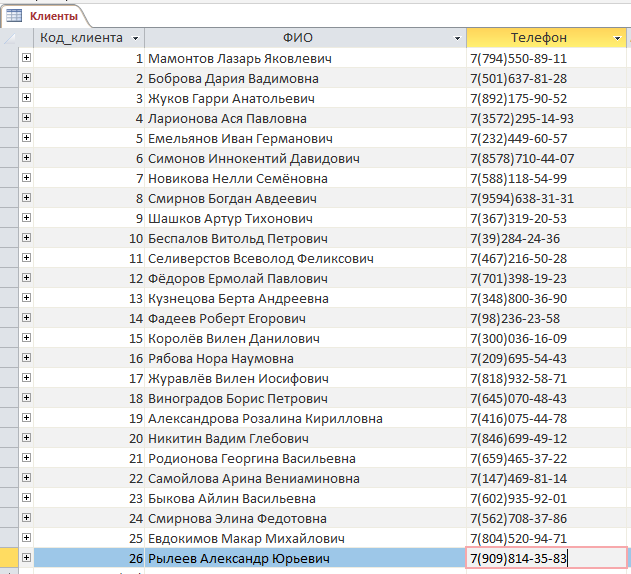 Клиенты
Код_клиента ФИО Телефон
1 Мамонтов Лазарь Яковлевич 7(794)550-89-11
2 Боброва Дария Вадимовна 7(501)637-81-28
3 Жуков Гарри Анатольевич 7(892)175-90-52
4 Ларионова Ася Павловна 7(3572)295-14-93
5 Емельянов Иван Германович 7(232)449-60-57
6 Симонов Иннокентий Давидович 7(8578)710-44-07
7 Новикова Нелли Семёновна 7(588)118-54-99
8 Смирнов Богдан Авдеевич 7(9594)638-31-31
9 Шашков Артур Тихонович 7(367)319-20-53
10 Беспалов Витольд Петрович 7(39)284-24-36
11 Селиверстов Всеволод Феликсович 7(467)216-50-28
12 Фёдоров Ермолай Павлович 7(701)398-19-23
13 Кузнецова Берта Андреевна 7(348)800-36-90
14 Фадеев Роберт Егорович 7(98)236-23-58
15 Королёв Вилен Данилович 7(300)036-16-09
16 Рябова Нора Наумовна 7(209)695-54-43
17 Журавлёв Вилен Иосифович 7(818)932-58-71
18 Виноградов Борис Петрович 7(645)070-48-43
19 Александрова Розалина Кирилловна 7(416)075-44-78
20 Никитин Вадим Глебович 7(846)699-49-12
21 Родионова Георгина Васильевна 7(659)465-37-22
22 Самойлова Арина Вениаминовна 7(147)469-81-14
23 Быкова Айлин Васильевна 7(602)935-92-01
24 Смирнова Элина Федотовна 7(562)708-37-86
25 Евдокимов Макар Михайлович 7(804)520-94-71
26 Рылеев Александр Юрьевич 7(909)814-35-83